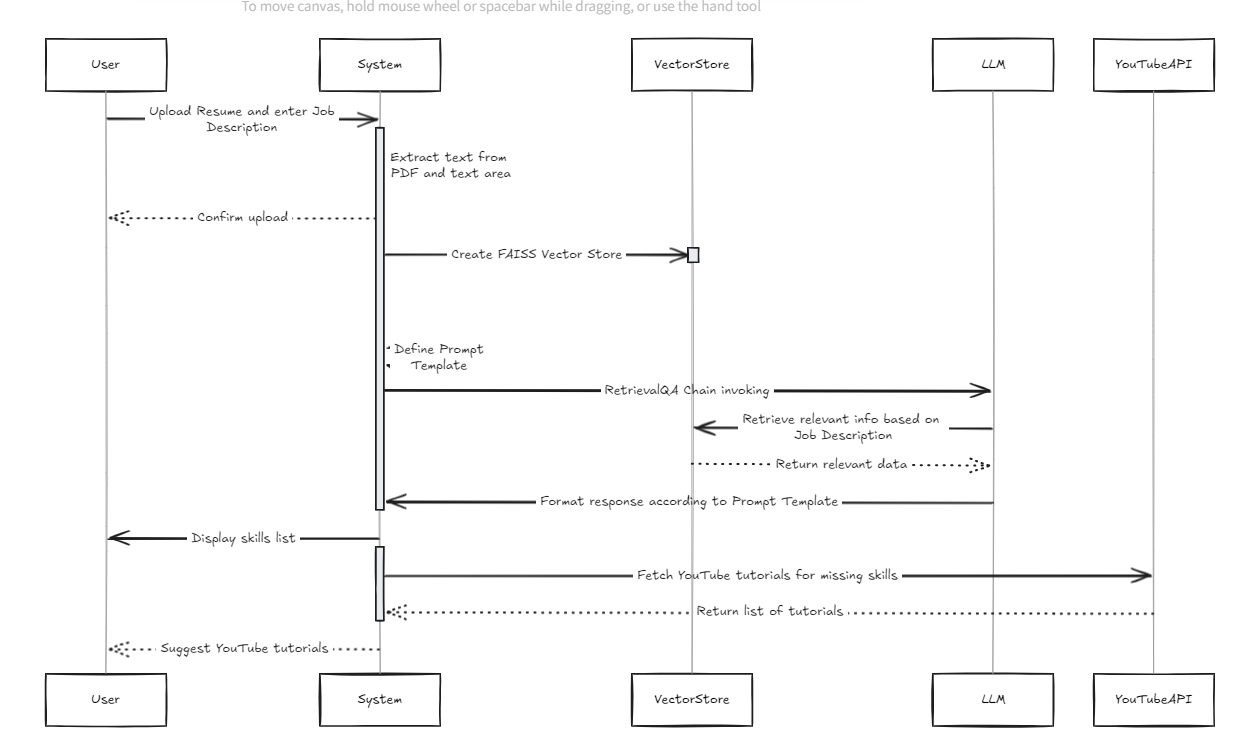 To move canvas, hold mouse wheel or spacebar while dragging, or use the hand tool
User
System
VectorStore
LLM
YouTubeAPI
Upload Resume and enter Job
Description
Extract text from
PDF and text area
Confirm upload
Create FAISS Vector Store
Define Prompt
Template
RetrievalQA Chain invoking
Retrieve relevant info based on
Job Description
Return relevant data
Format response according to Prompt Template
Display skills list
Fetch YouTube tutorials for missing skills
Return list of tutorials
Suggest YouTube tutorials
User
System
VectorStore
LLM
YouTubeAPI